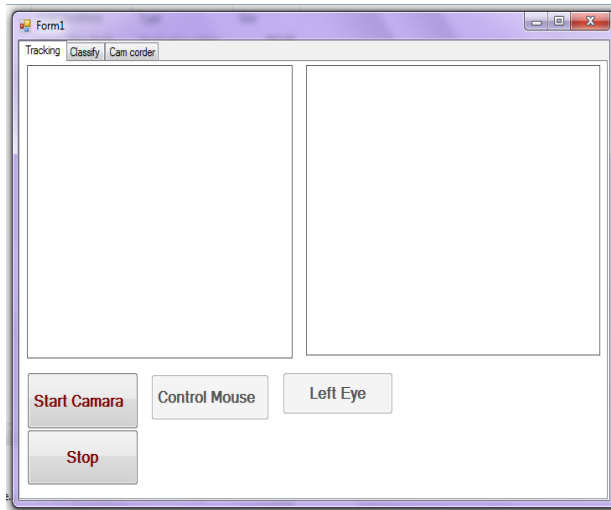 Form1
Tracking Classify Cam corder
Start Camara Control Mouse Left Eye
Stop